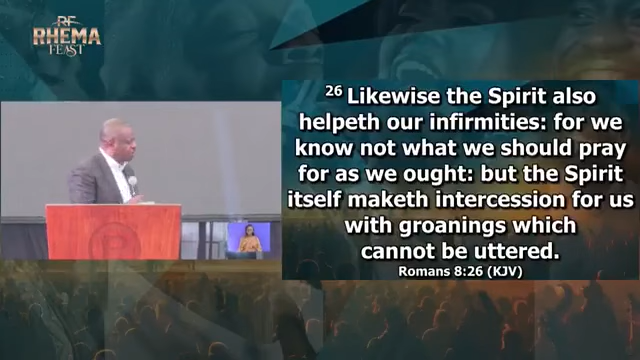 RF
RHEMA
FEAST
26 Likewise the Spirit also
helpeth our infirmities: for we
know not what we should pray
for as we ought: but the Spirit
itself maketh intercession for us
with groanings which
cannot be uttered.
Romans 8:26 (KJV)